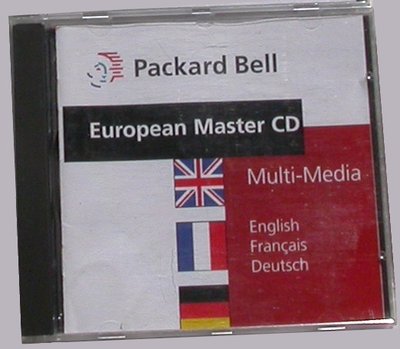 Packard Bell
European Master CD
Multi-Media
English
Français
Deutsch